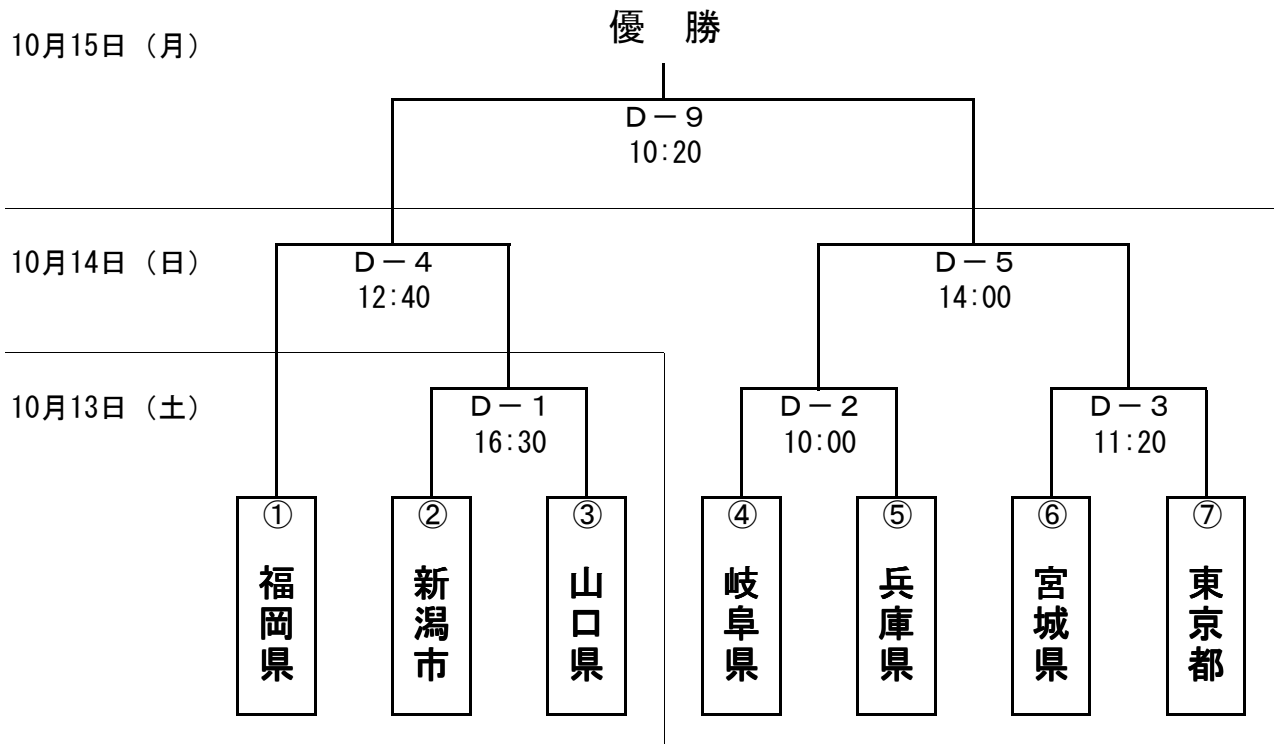 優　勝
10月15日（月）
Ｄ－９
10:20
10月14日（日）
Ｄ－４
12:40
Ｄ－５
14:00
10月13日（土）
Ｄ－１
16:30
Ｄ－２
10:00
Ｄ－３
11:20
①
福岡県
②
新潟市
③
山口県
④
岐阜県
⑤
兵庫県
⑥
宮城県
⑦
東京都